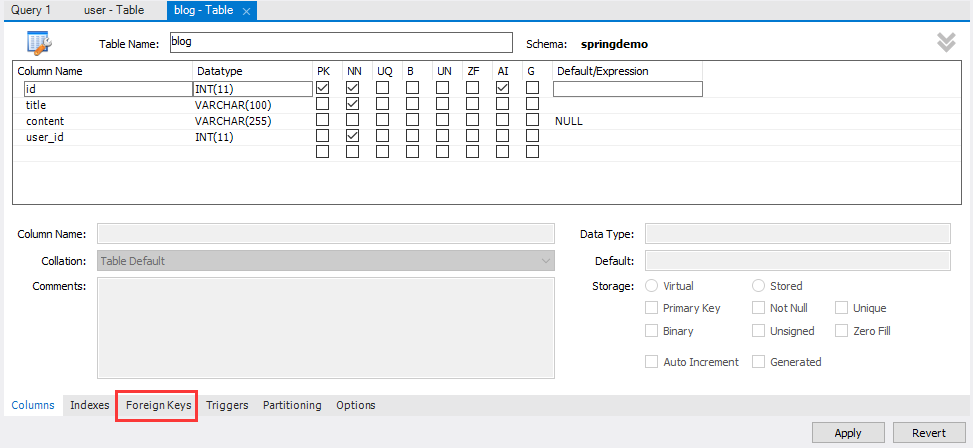 Query 1 user - Table blog - Table ×
Table Name: blog Schema: springdemo
Column Name Datatype PK NN UQ B UN ZF AI G Default/Expression
id INT(11)
title VARCHAR(100)
content VARCHAR(255) NULL
user_id INT(11)
Column Name: Data Type:
Collation: Table Default Default:
Comments: Storage: Virtual Stored
Primary Key Not Null Unique
Binary Unsigned Zero Fill
Auto Increment Generated
Columns Indexes Foreign Keys Triggers Partitioning Options
Apply Revert